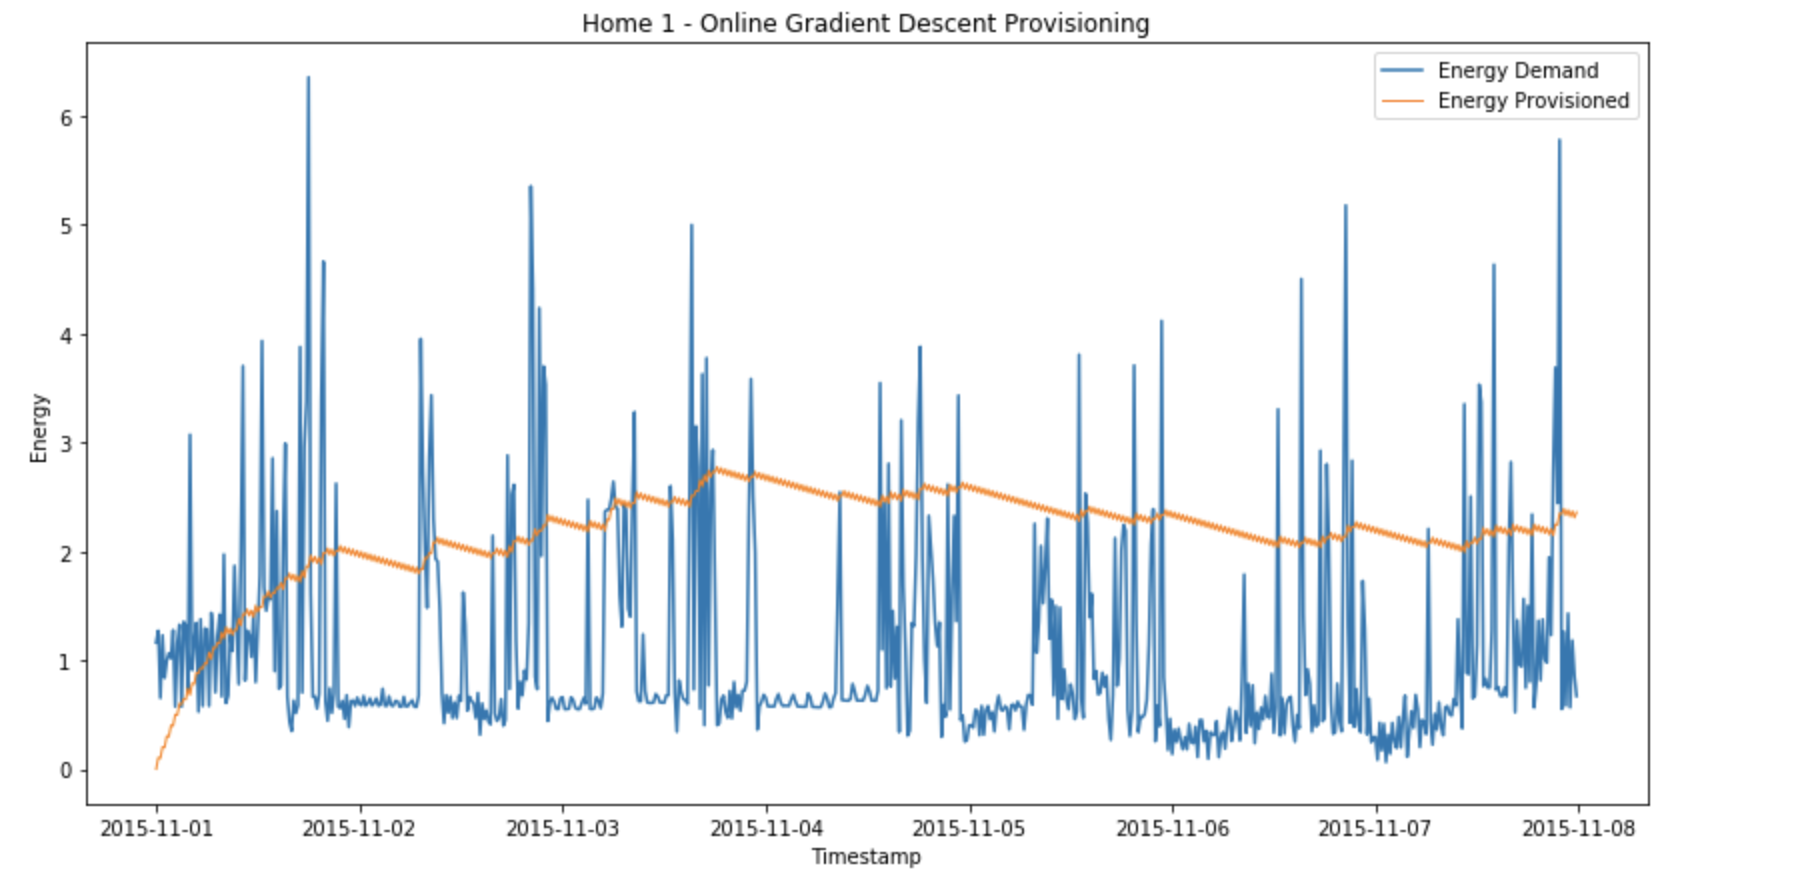 Home 1 - Online Gradient Descent Provisioning
Energy Demand
Energy Provisioned
6
5
4
3
2
1
0
Energy
2015-11-01 2015-11-02 2015-11-03 2015-11-04 2015-11-05 2015-11-06 2015-11-07 2015-11-08
Timestamp